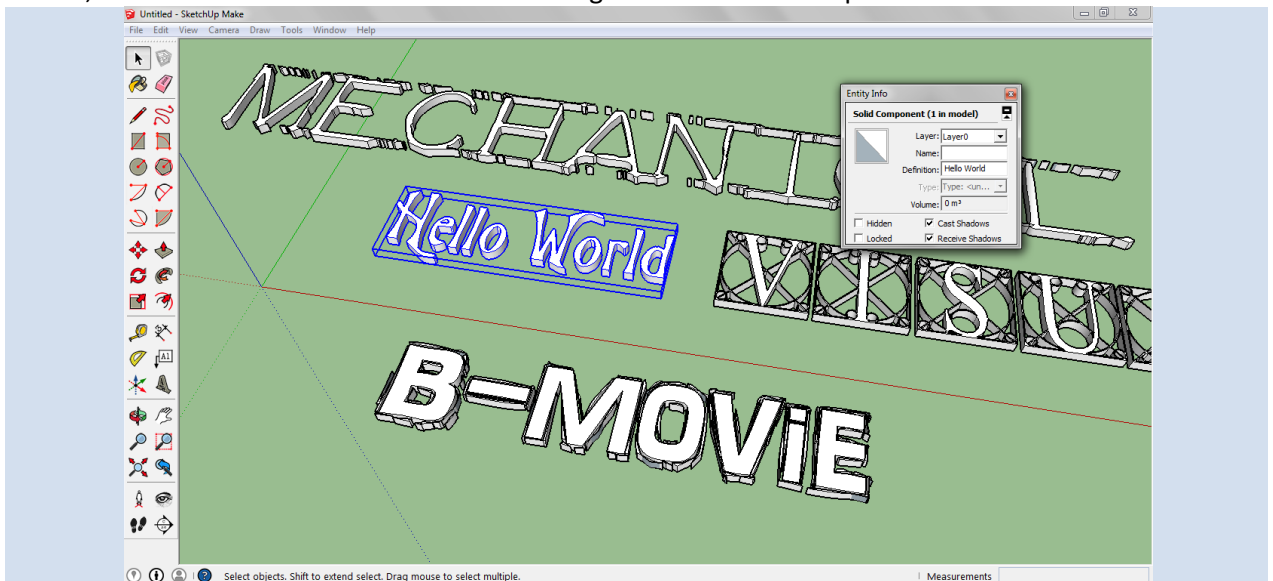 Untitled - SketchUp Make
File Edit View Camera Draw Tools Window Help
MECHANICAL
Entity Info
Solid Component (1 in model)
Layer: Layer0
Name:
Definition: Hello World
Type: Type: <un...
Volume: 0 m³
Hidden Cast Shadows
Locked Receive Shadows
Hello World
VISU
B-MOViE
A1
Select objects. Shift to extend select. Drag mouse to select multiple.
Measurements